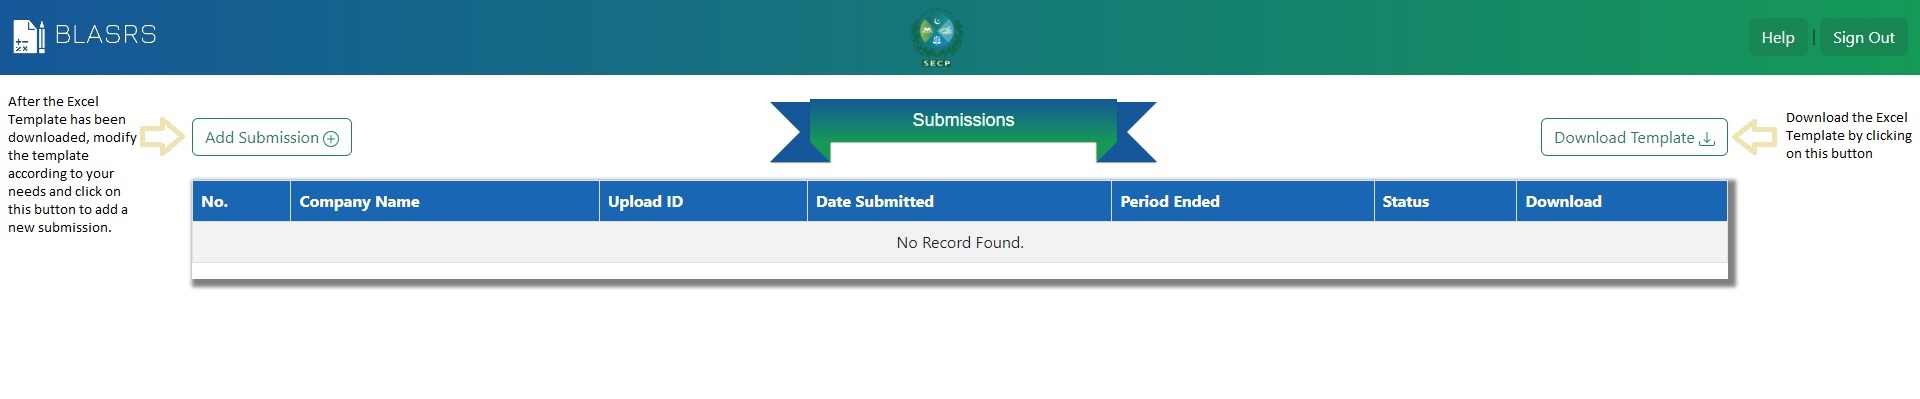 BLASRS
SECP
Help | Sign Out
After the Excel
Template has been
downloaded, modify
the template
according to your
needs and click on
this button to add a
new submission.
Add Submission
Submissions
Download Template
Download the Excel
Template by clicking
on this button
No. Company Name Upload ID Date Submitted Period Ended Status Download
No Record Found.